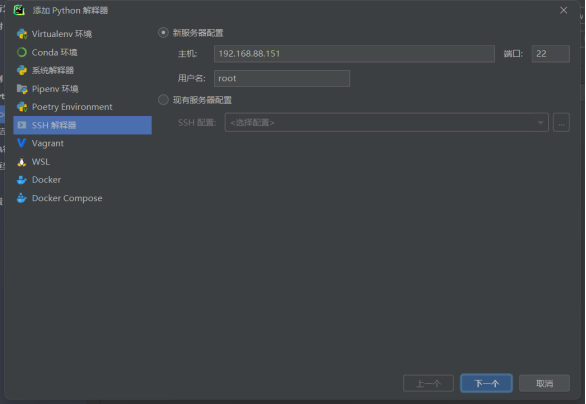 添加 Python 解释器
Virtualenv 环境
Conda 环境
系统解释器
Pipenv 环境
Poetry Environment
SSH 解释器
Vagrant
WSL
Docker
Docker Compose
新服务器配置
主机: 192.168.88.151 端口: 22
用户名: root
现有服务器配置
SSH 配置: <选择配置> ...
上一个 下一个 取消